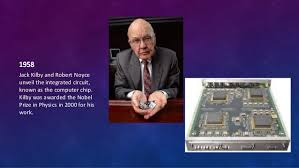 1958
Jack Kilby and Robert Noyce
unveil the integrated circuit,
known as the computer chip.
Kilby was awarded the Nobel
Prize in Physics in 2000 for his
work.